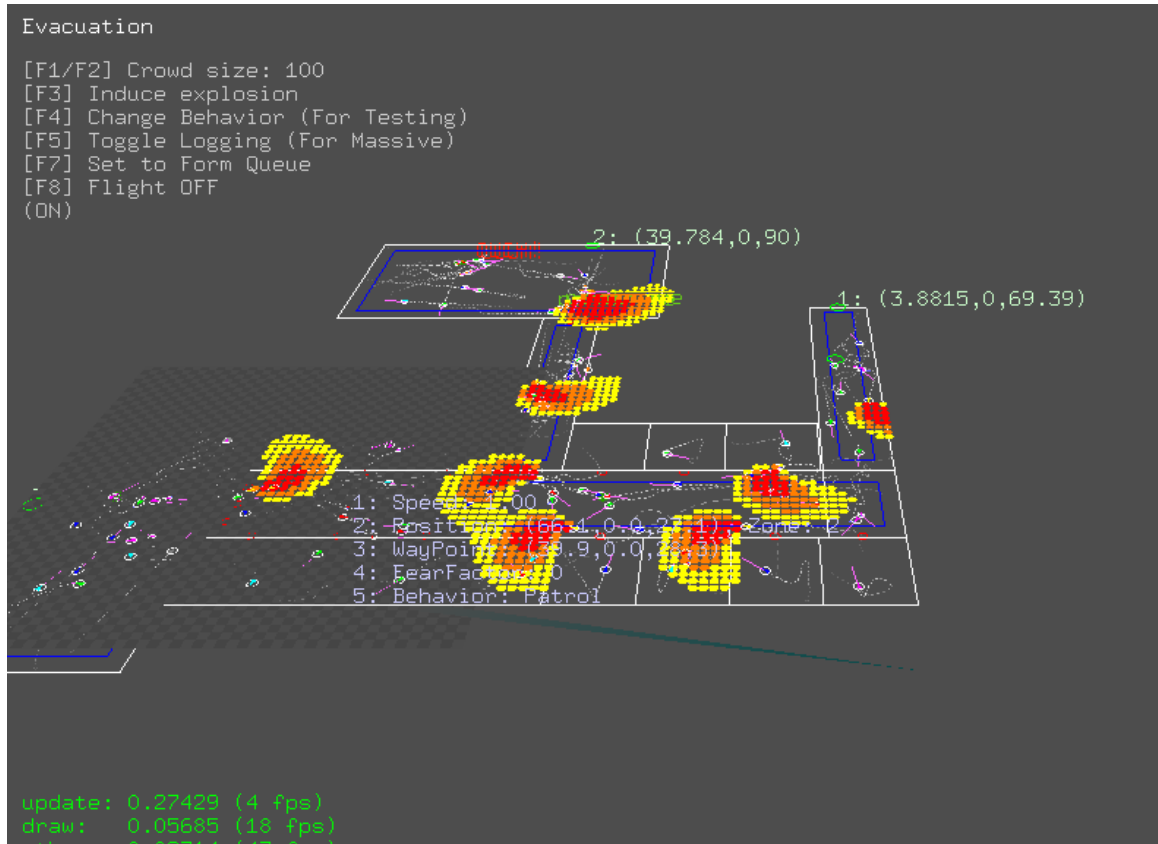 Evacuation
[F1/F2] Crowd size: 100
[F3] Induce explosion
[F4] Change Behavior (For Testing)
[F5] Toggle Logging (For Massive)
[F7] Set to Form Queue
[F8] Flight OFF
(ON)
2: (39.784,0,90)
1: (3.8815,0,69.39)
1: Speed:
2: Position: Zone: 2
3: WayPoint:
4: FearFactor:
5: Behavior: Patrol
update: 0.27429 (4 fps)
draw: 0.05685 (18 fps)